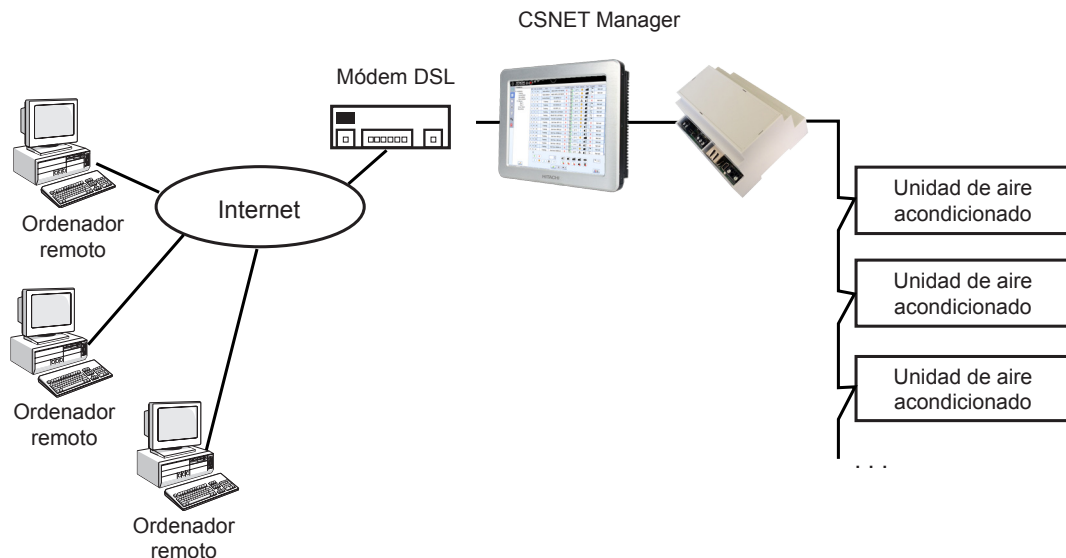 CSNET Manager
Módem DSL
Internet
Ordenador
remoto
Ordenador
remoto
Ordenador
remoto
HITACHI
Unidad de aire
acondicionado
Unidad de aire
acondicionado
Unidad de aire
acondicionado
. . .